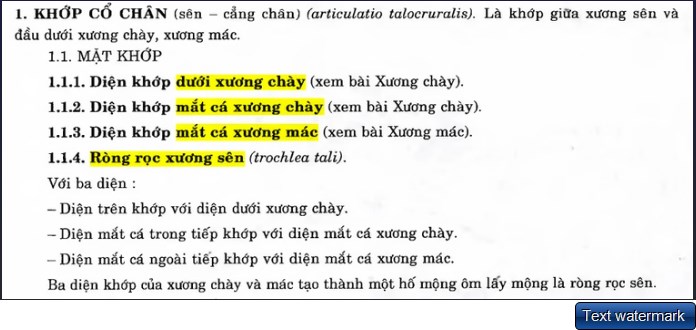 1. KHỚP CỔ CHÂN (sên – cẳng chân) (articulatio talocruralis). Là khớp giữa xương sên và
đầu dưới xương chày, xương mác.
1.1. MẶT KHỚP
1.1.1. Diện khớp dưới xương chày (xem bài Xương chày).
1.1.2. Diện khớp mắt cá xương chày (xem bài Xương chày).
1.1.3. Diện khớp mắt cá xương mác (xem bài Xương mác).
1.1.4. Ròng rọc xương sên (trochlea tali).
Với ba diện :
– Diện trên khớp với diện dưới xương chày.
– Diện mắt cá trong tiếp khớp với diện mắt cá xương chày.
– Diện mắt cá ngoài tiếp khớp với diện mắt cá xương mác.
Ba diện khớp của xương chày và mác tạo thành một hố mộng ôm lấy mộng là ròng rọc sên.
Text watermark